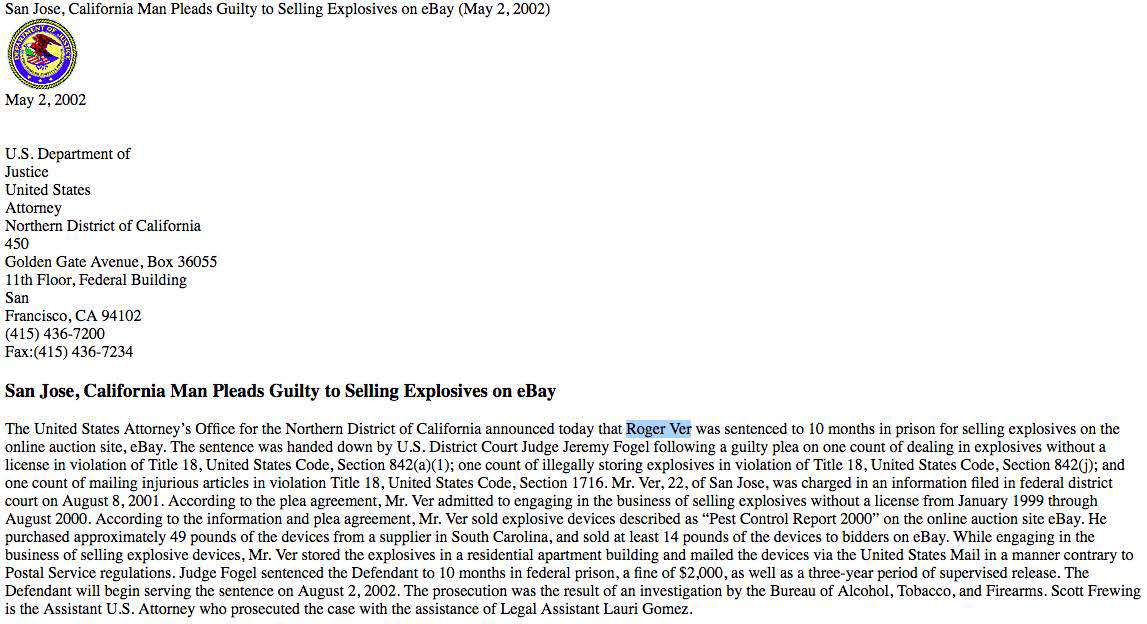 San Jose, California Man Pleads Guilty to Selling Explosives on eBay (May 2, 2002)
May 2, 2002
U.S. Department of
Justice
United States
Attorney
Northern District of California
450
Golden Gate Avenue, Box 36055
11th Floor, Federal Building
San
Francisco, CA 94102
(415) 436-7200
Fax:(415) 436-7234
San Jose, California Man Pleads Guilty to Selling Explosives on eBay
The United States Attorney’s Office for the Northern District of California announced today that Roger Ver was sentenced to 10 months in prison for selling explosives on the
online auction site, eBay. The sentence was handed down by U.S. District Court Judge Jeremy Fogel following a guilty plea on one count of dealing in explosives without a
license in violation of Title 18, United States Code, Section 842(a)(1); one count of illegally storing explosives in violation of Title 18, United States Code, Section 842(j); and
one count of mailing injurious articles in violation Title 18, United States Code, Section 1716. Mr. Ver, 22, of San Jose, was charged in an information filed in federal district
court on August 8, 2001. According to the plea agreement, Mr. Ver admitted to engaging in the business of selling explosives without a license from January 1999 through
August 2000. According to the information and plea agreement, Mr. Ver sold explosive devices described as “Pest Control Report 2000” on the online auction site eBay. He
purchased approximately 49 pounds of the devices from a supplier in South Carolina, and sold at least 14 pounds of the devices to bidders on eBay. While engaging in the
business of selling explosive devices, Mr. Ver stored the explosives in a residential apartment building and mailed the devices via the United States Mail in a manner contrary to
Postal Service regulations. Judge Fogel sentenced the Defendant to 10 months in federal prison, a fine of $2,000, as well as a three-year period of supervised release. The
Defendant will begin serving the sentence on August 2, 2002. The prosecution was the result of an investigation by the Bureau of Alcohol, Tobacco, and Firearms. Scott Frewing
is the Assistant U.S. Attorney who prosecuted the case with the assistance of Legal Assistant Lauri Gomez.